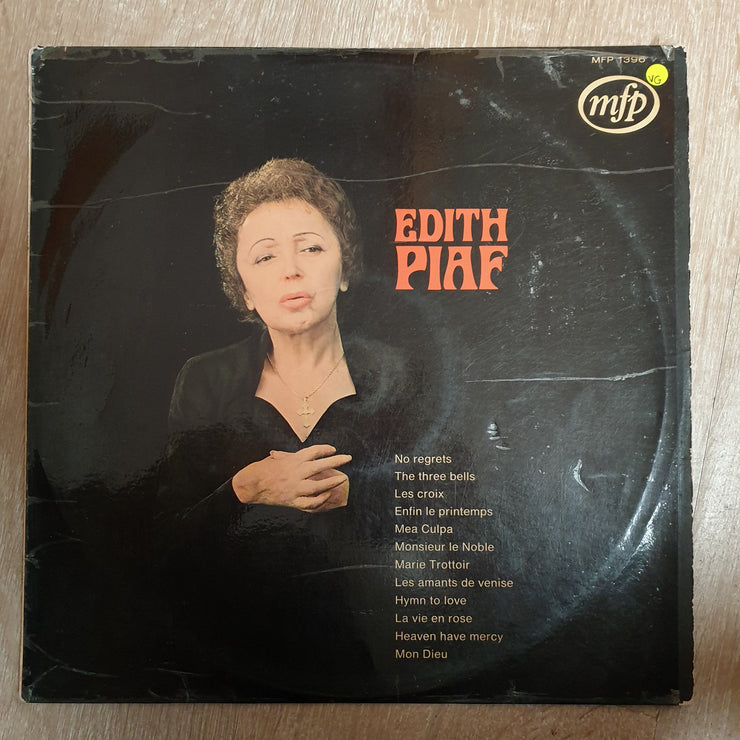 MFP 1396
VG
mfp
EDITH
PIAF
No regrets
The three bells
Les croix
Enfin le printemps
Mea Culpa
Monsieur le Noble
Marie Trottoir
Les amants de venise
Hymn to love
La vie en rose
Heaven have mercy
Mon Dieu